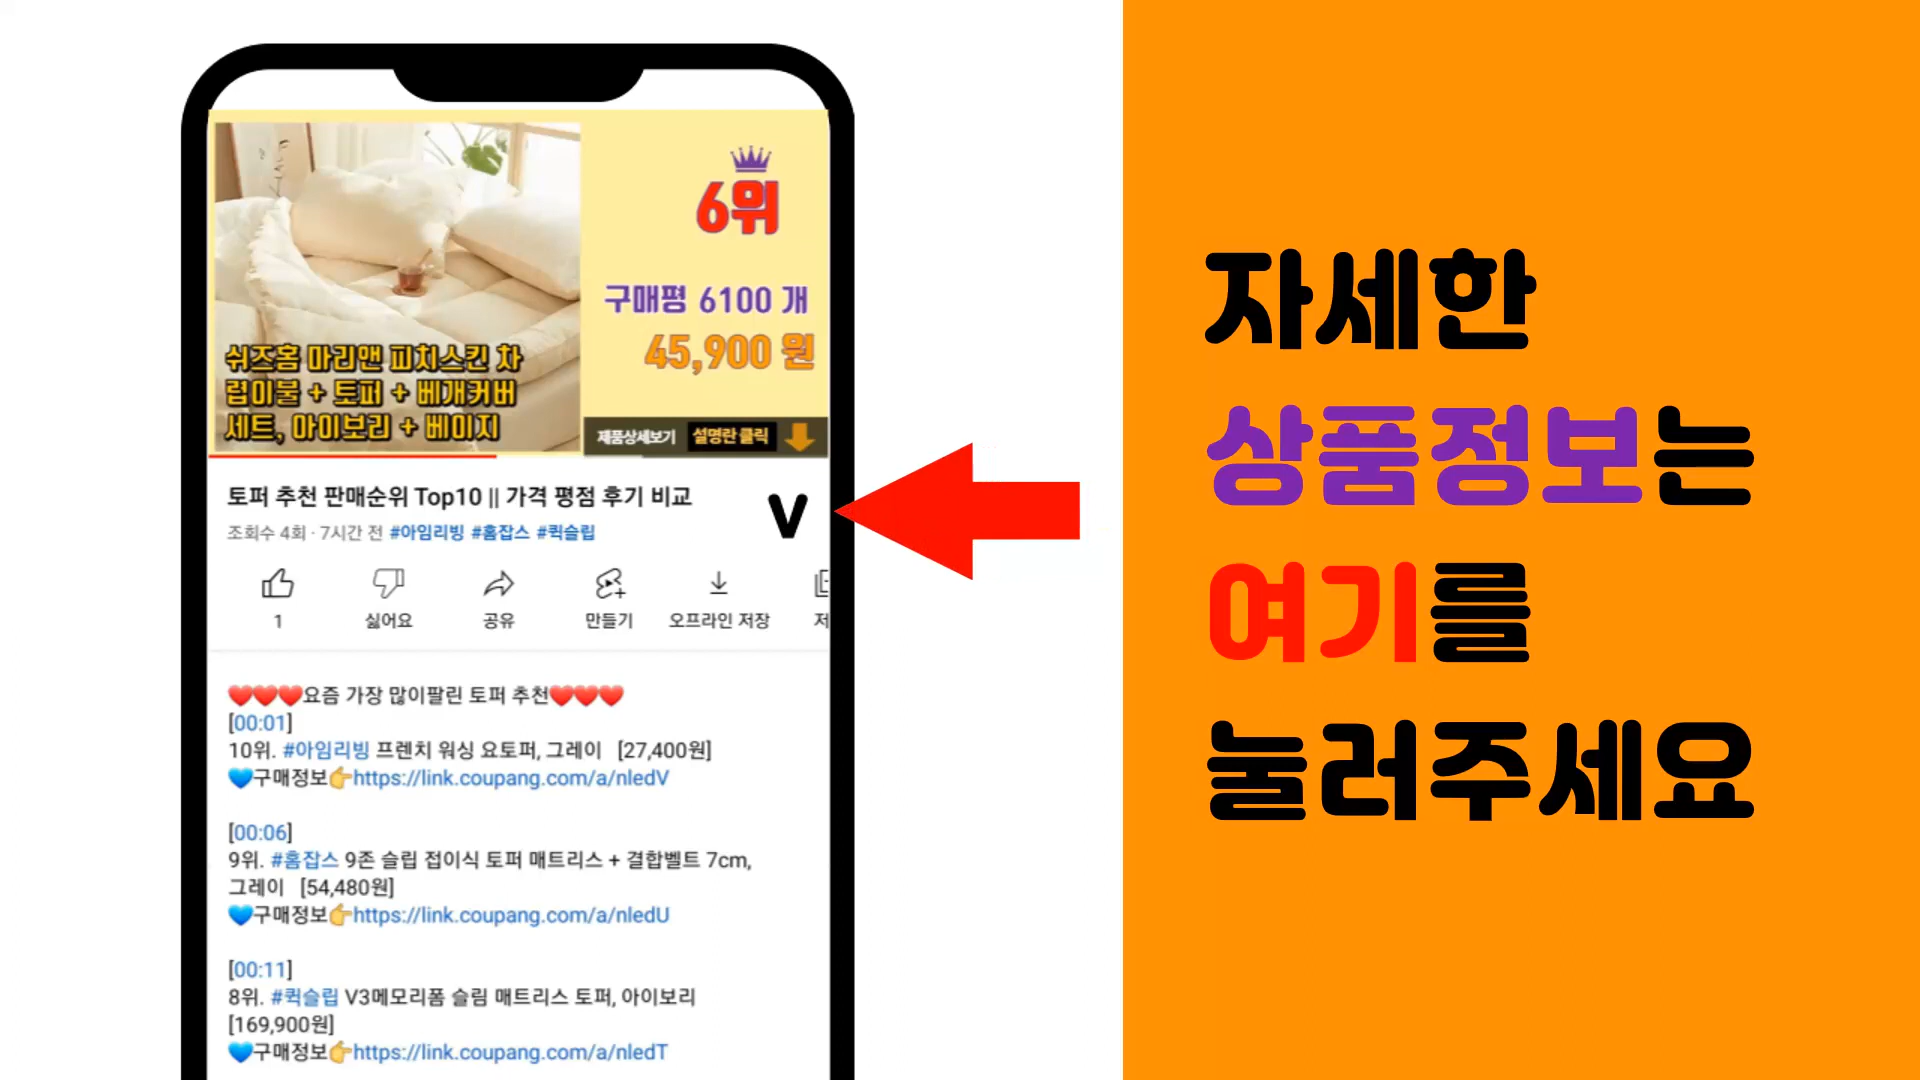 6위
구매평 6100 개
45,900 원
쉬즈홈 마리앤 피치스킨 차
렵이불 + 토퍼 + 베개커버
세트, 아이보리 + 베이지
제품상세보기 설명란 클릭
토퍼 추천 판매순위 Top10 || 가격 평점 후기 비교
V
조회수 4회 · 7시간 전 #아임리빙 #홈잡스 #퀵슬립
1 싫어요 공유 만들기 오프라인 저장 저
❤️❤️❤️요즘 가장 많이팔린 토퍼 추천❤️❤️❤️
[00:01]
10위. #아임리빙 프렌치 워싱 요토퍼, 그레이 [27,400원]
💙구매정보👉https://link.coupang.com/a/nledV
[00:06]
9위. #홈잡스 9존 슬립 접이식 토퍼 매트리스 + 결합벨트 7cm,
그레이 [54,480원]
💙구매정보👉https://link.coupang.com/a/nledU
[00:11]
8위. #퀵슬립 V3메모리폼 슬림 매트리스 토퍼, 아이보리
[169,900원]
💙구매정보👉https://link.coupang.com/a/nledT
자세한
상품정보는
여기를
눌러주세요